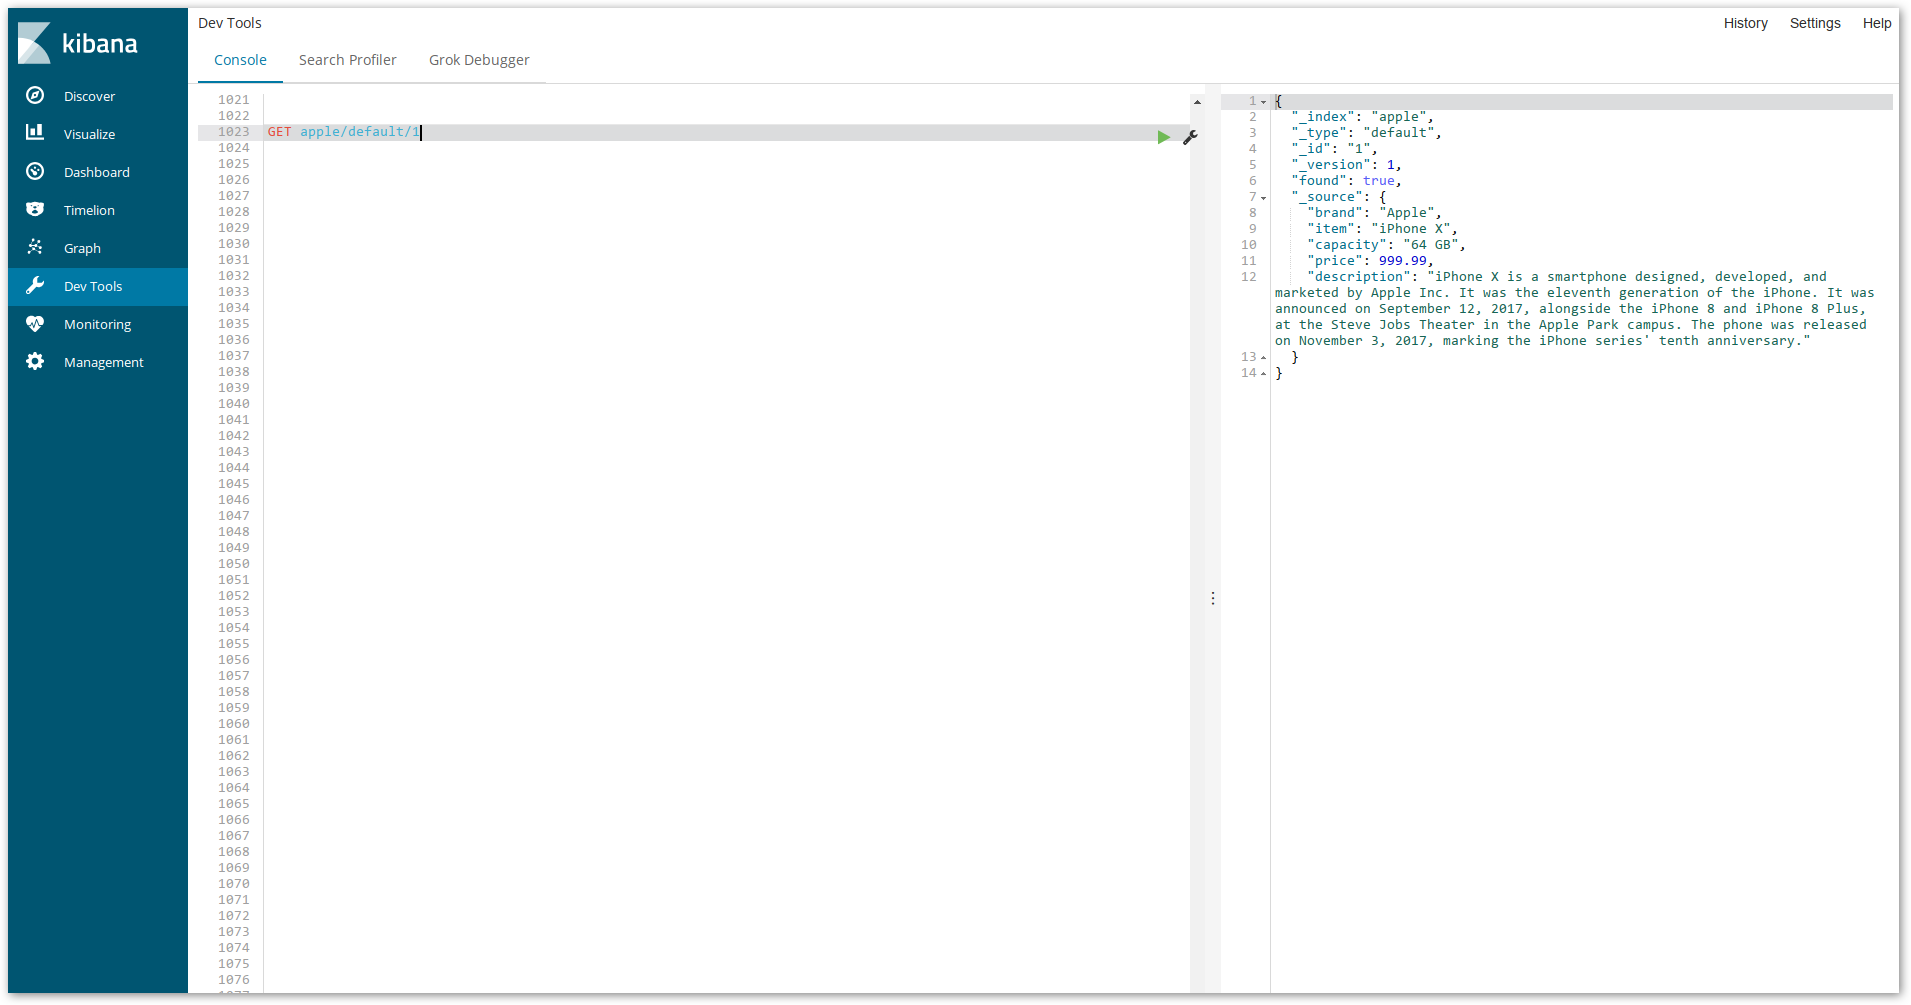 kibana
Discover
Visualize
Dashboard
Timelion
Graph
Dev Tools
Monitoring
Management
Dev Tools
History Settings Help
Console Search Profiler Grok Debugger
1021
1022
1023 GET apple/default/1
1024
1025
1026
1027
1028
1029
1030
1031
1032
1033
1034
1035
1036
1037
1038
1039
1040
1041
1042
1043
1044
1045
1046
1047
1048
1049
1050
1051
1052
1053
1054
1055
1056
1057
1058
1059
1060
1061
1062
1063
1064
1065
1066
1067
1068
1069
1070
1071
1072
1073
1074
1075
1076
1077
1 {
2 "_index": "apple",
3 "_type": "default",
4 "_id": "1",
5 "_version": 1,
6 "found": true,
7 "_source": {
8 "brand": "Apple",
9 "item": "iPhone X",
10 "capacity": "64 GB",
11 "price": 999.99,
12 "description": "iPhone X is a smartphone designed, developed, and
marketed by Apple Inc. It was the eleventh generation of the iPhone. It was
announced on September 12, 2017, alongside the iPhone 8 and iPhone 8 Plus,
at the Steve Jobs Theater in the Apple Park campus. The phone was released
on November 3, 2017, marking the iPhone series' tenth anniversary."
13 }
14 }